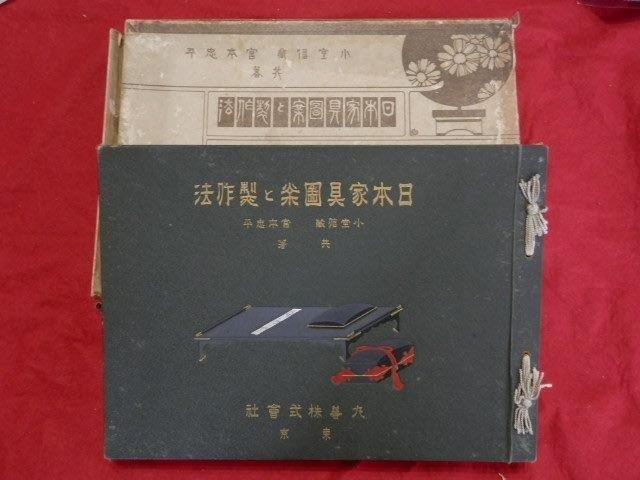 小室信藏 宮本忠平
共著
日本家具圖案と製作法
日本家具圖案と製作法
小室信藏 宮本忠平
共著
丸善株式會社
東京